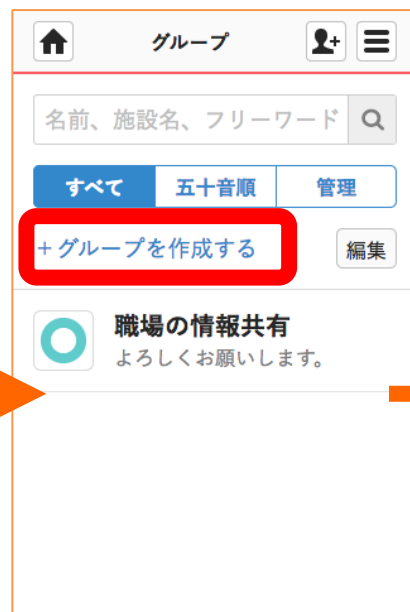 グループ
名前、施設名、フリーワード
すべて 五十音順 管理
+グループを作成する 編集
職場の情報共有
よろしくお願いします。